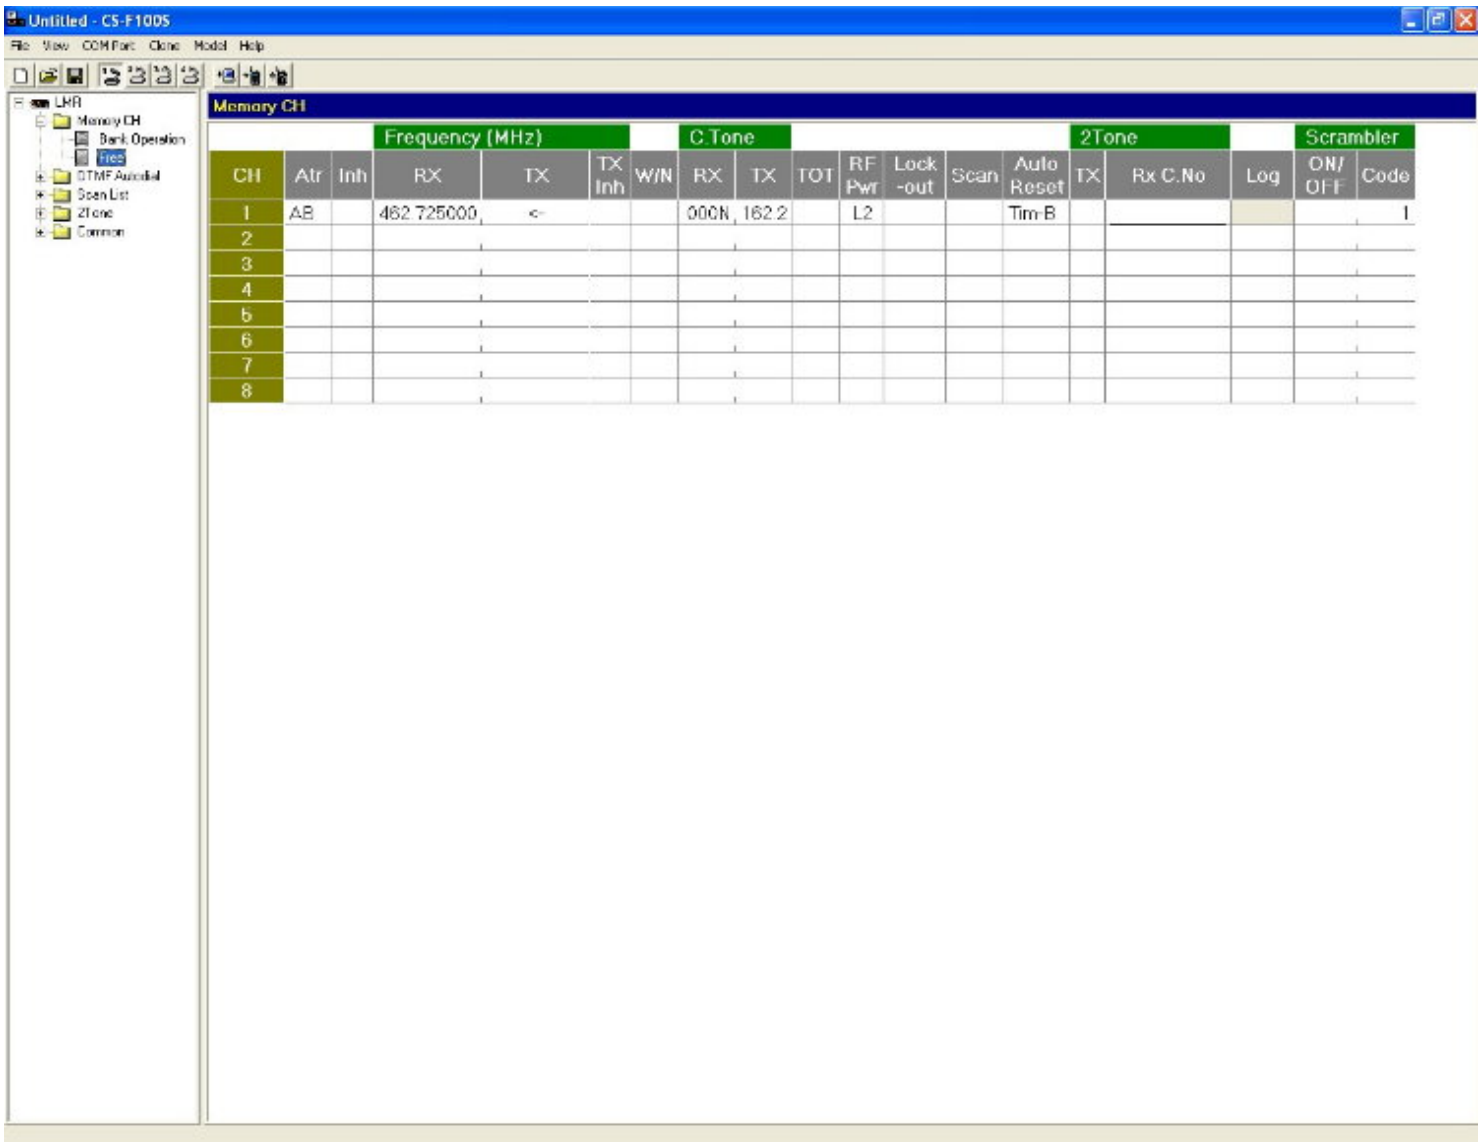 Untitled - CS-F100S
File View COM Port Clone Model Help
LMR
Memory CH
Bank Operation
Free
DTMF Autodial
Scan List
2Tone
Common
Memory CH
Frequency (MHz) C.Tone 2Tone Scrambler
CH Atr Inh RX TX TX Inh W/N RX TX TOT RF Pwr Lock -out Scan Auto Reset TX Rx C.No Log ON/ OFF Code
1 AB 462.725000 <- 000N 162.2 L2 Tim-B 1
2
3
4
5
6
7
8